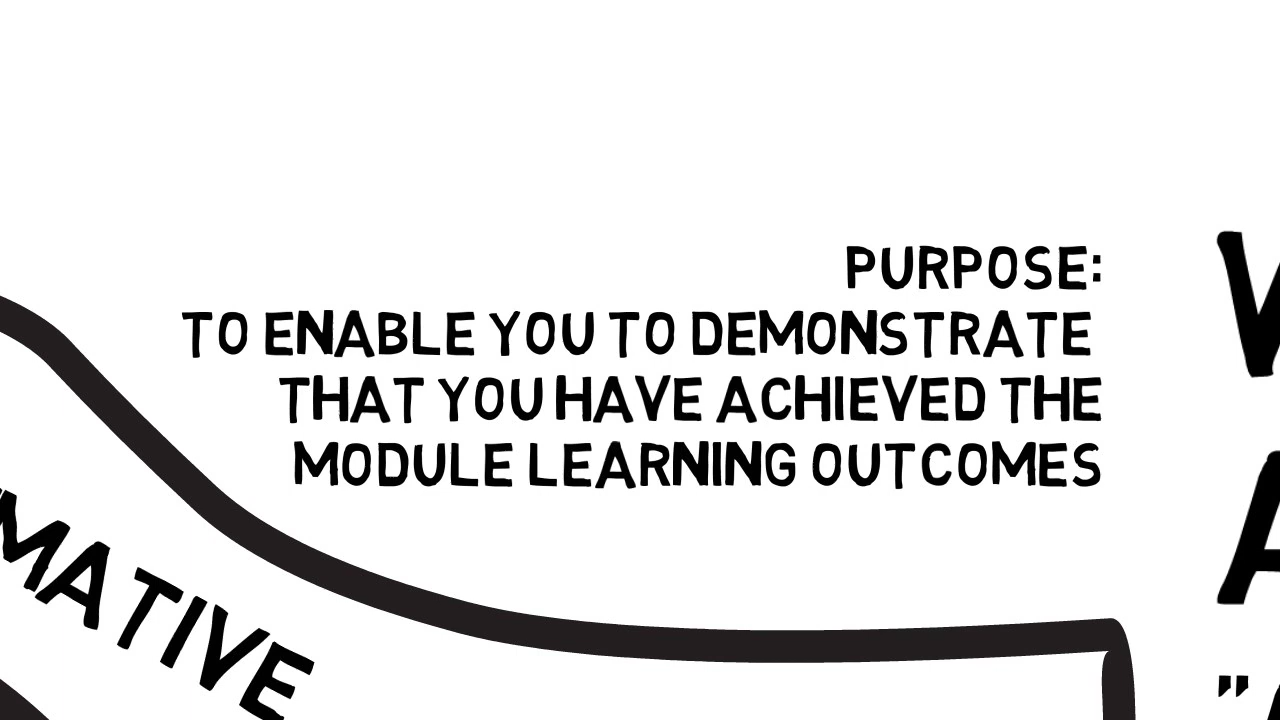 PURPOSE:
TO ENABLE YOU TO DEMONSTRATE
THAT YOU HAVE ACHIEVED THE
MODULE LEARNING OUTCOMES
MATIVE